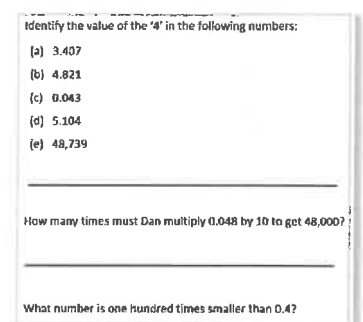 Identify the value of the '4' in the following numbers:
(a) 3.407
(b) 4.821
(c) 0.043
(d) 5.104
(e) 48,739
How many times must Dan multiply 0.048 by 10 to get 48,000?
What number is one hundred times smaller than 0.4?